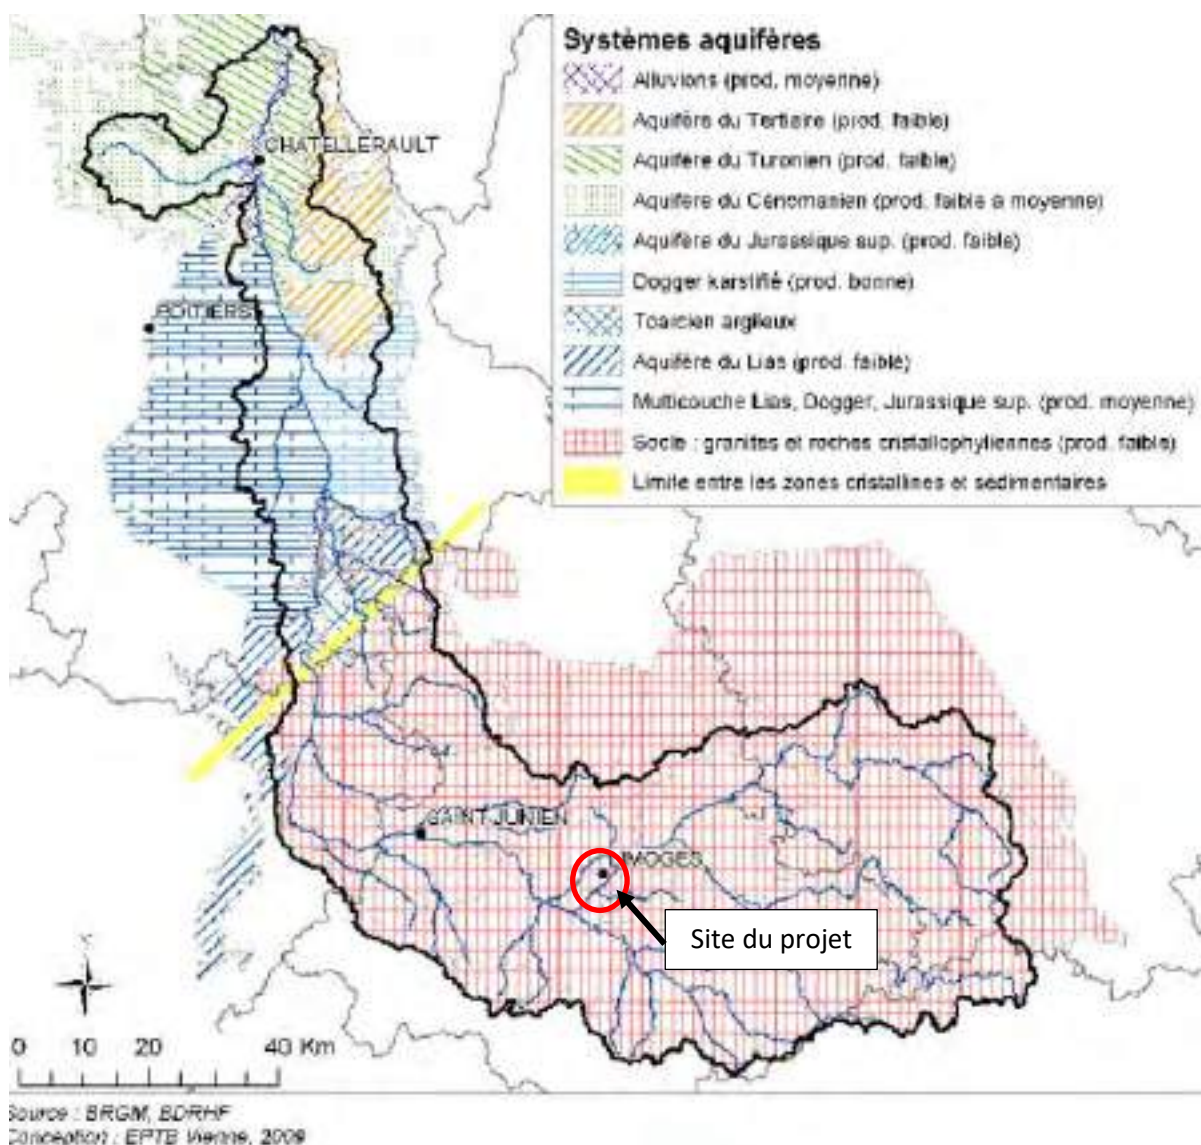 Systèmes aquifères
Alluvions (prod. moyenne)
Aquifère du Tertiaire (prod. faible)
Aquifère du Turonien (prod. faible)
Aquifère du Cénomanien (prod. faible à moyenne)
Aquifère du Jurassique sup. (prod. faible)
Dogger karstifié (prod. bonne)
Toarcien argileux
Aquifère du Lias (prod. faible)
Multicouche Lias, Dogger, Jurassique sup. (prod. moyenne)
Socle : granites et roches cristallophyliennes (prod. faible)
Limite entre les zones cristallines et sédimentaires
CHATELLERAULT
POITIERS
SAINT JUNIEN
LIMOGES
Site du projet
0 10 20 40 Km
Source : BRGM, BDRHF
Conception : EPTB Vienne, 2009